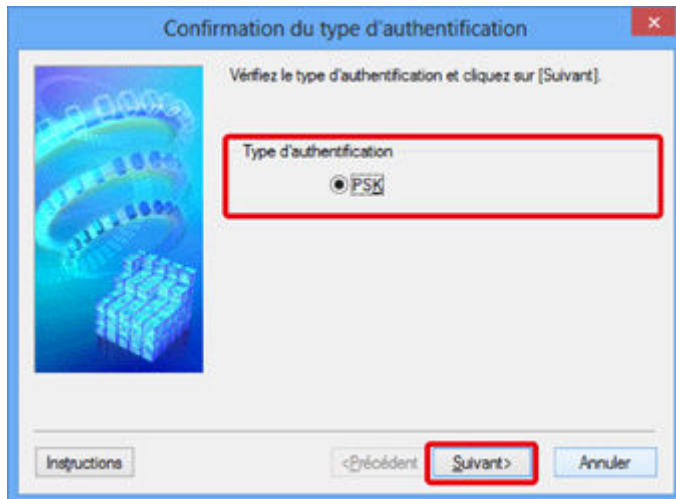 Confirmation du type d'authentification
Vérifiez le type d'authentification et cliquez sur [Suivant].
Type d'authentification
PSK
Instructions
<Précédent
Suivant>
Annuler